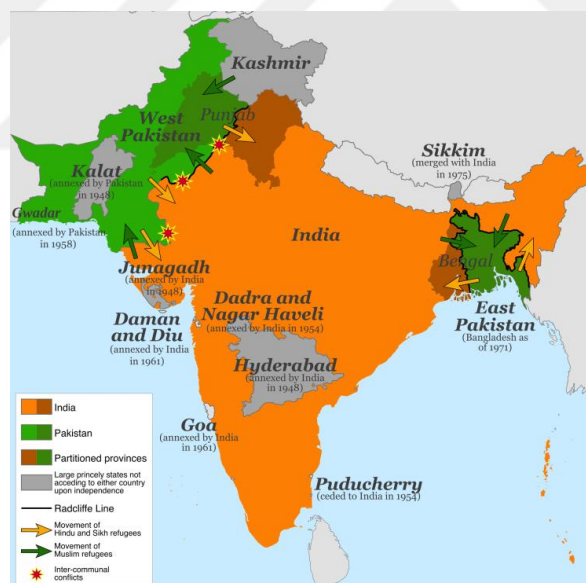 Kashmir
Punjab
West
Pakistan
Sikkim
(merged with India
in 1975)
Kalat
(annexed by Pakistan
in 1948)
Gwadar
(annexed by Pakistan
in 1958)
India
Bengal
Junagadh
(annexed by India
in 1948)
Dadra and
Nagar Haveli
(annexed by India in 1954)
East
Pakistan
(Bangladesh as
of 1971)
Daman
and Diu
(annexed by India
in 1961)
Hyderabad
(annexed by India
in 1948)
Goa
(annexed by India
in 1961)
Puducherry
(ceded to India in 1954)
India
Pakistan
Partitioned provinces
Large princely states not
acceding to either country
upon independence
Radcliffe Line
Movement of
Hindu and Sikh refugees
Movement of
Muslim refugees
Inter-communal
conflicts